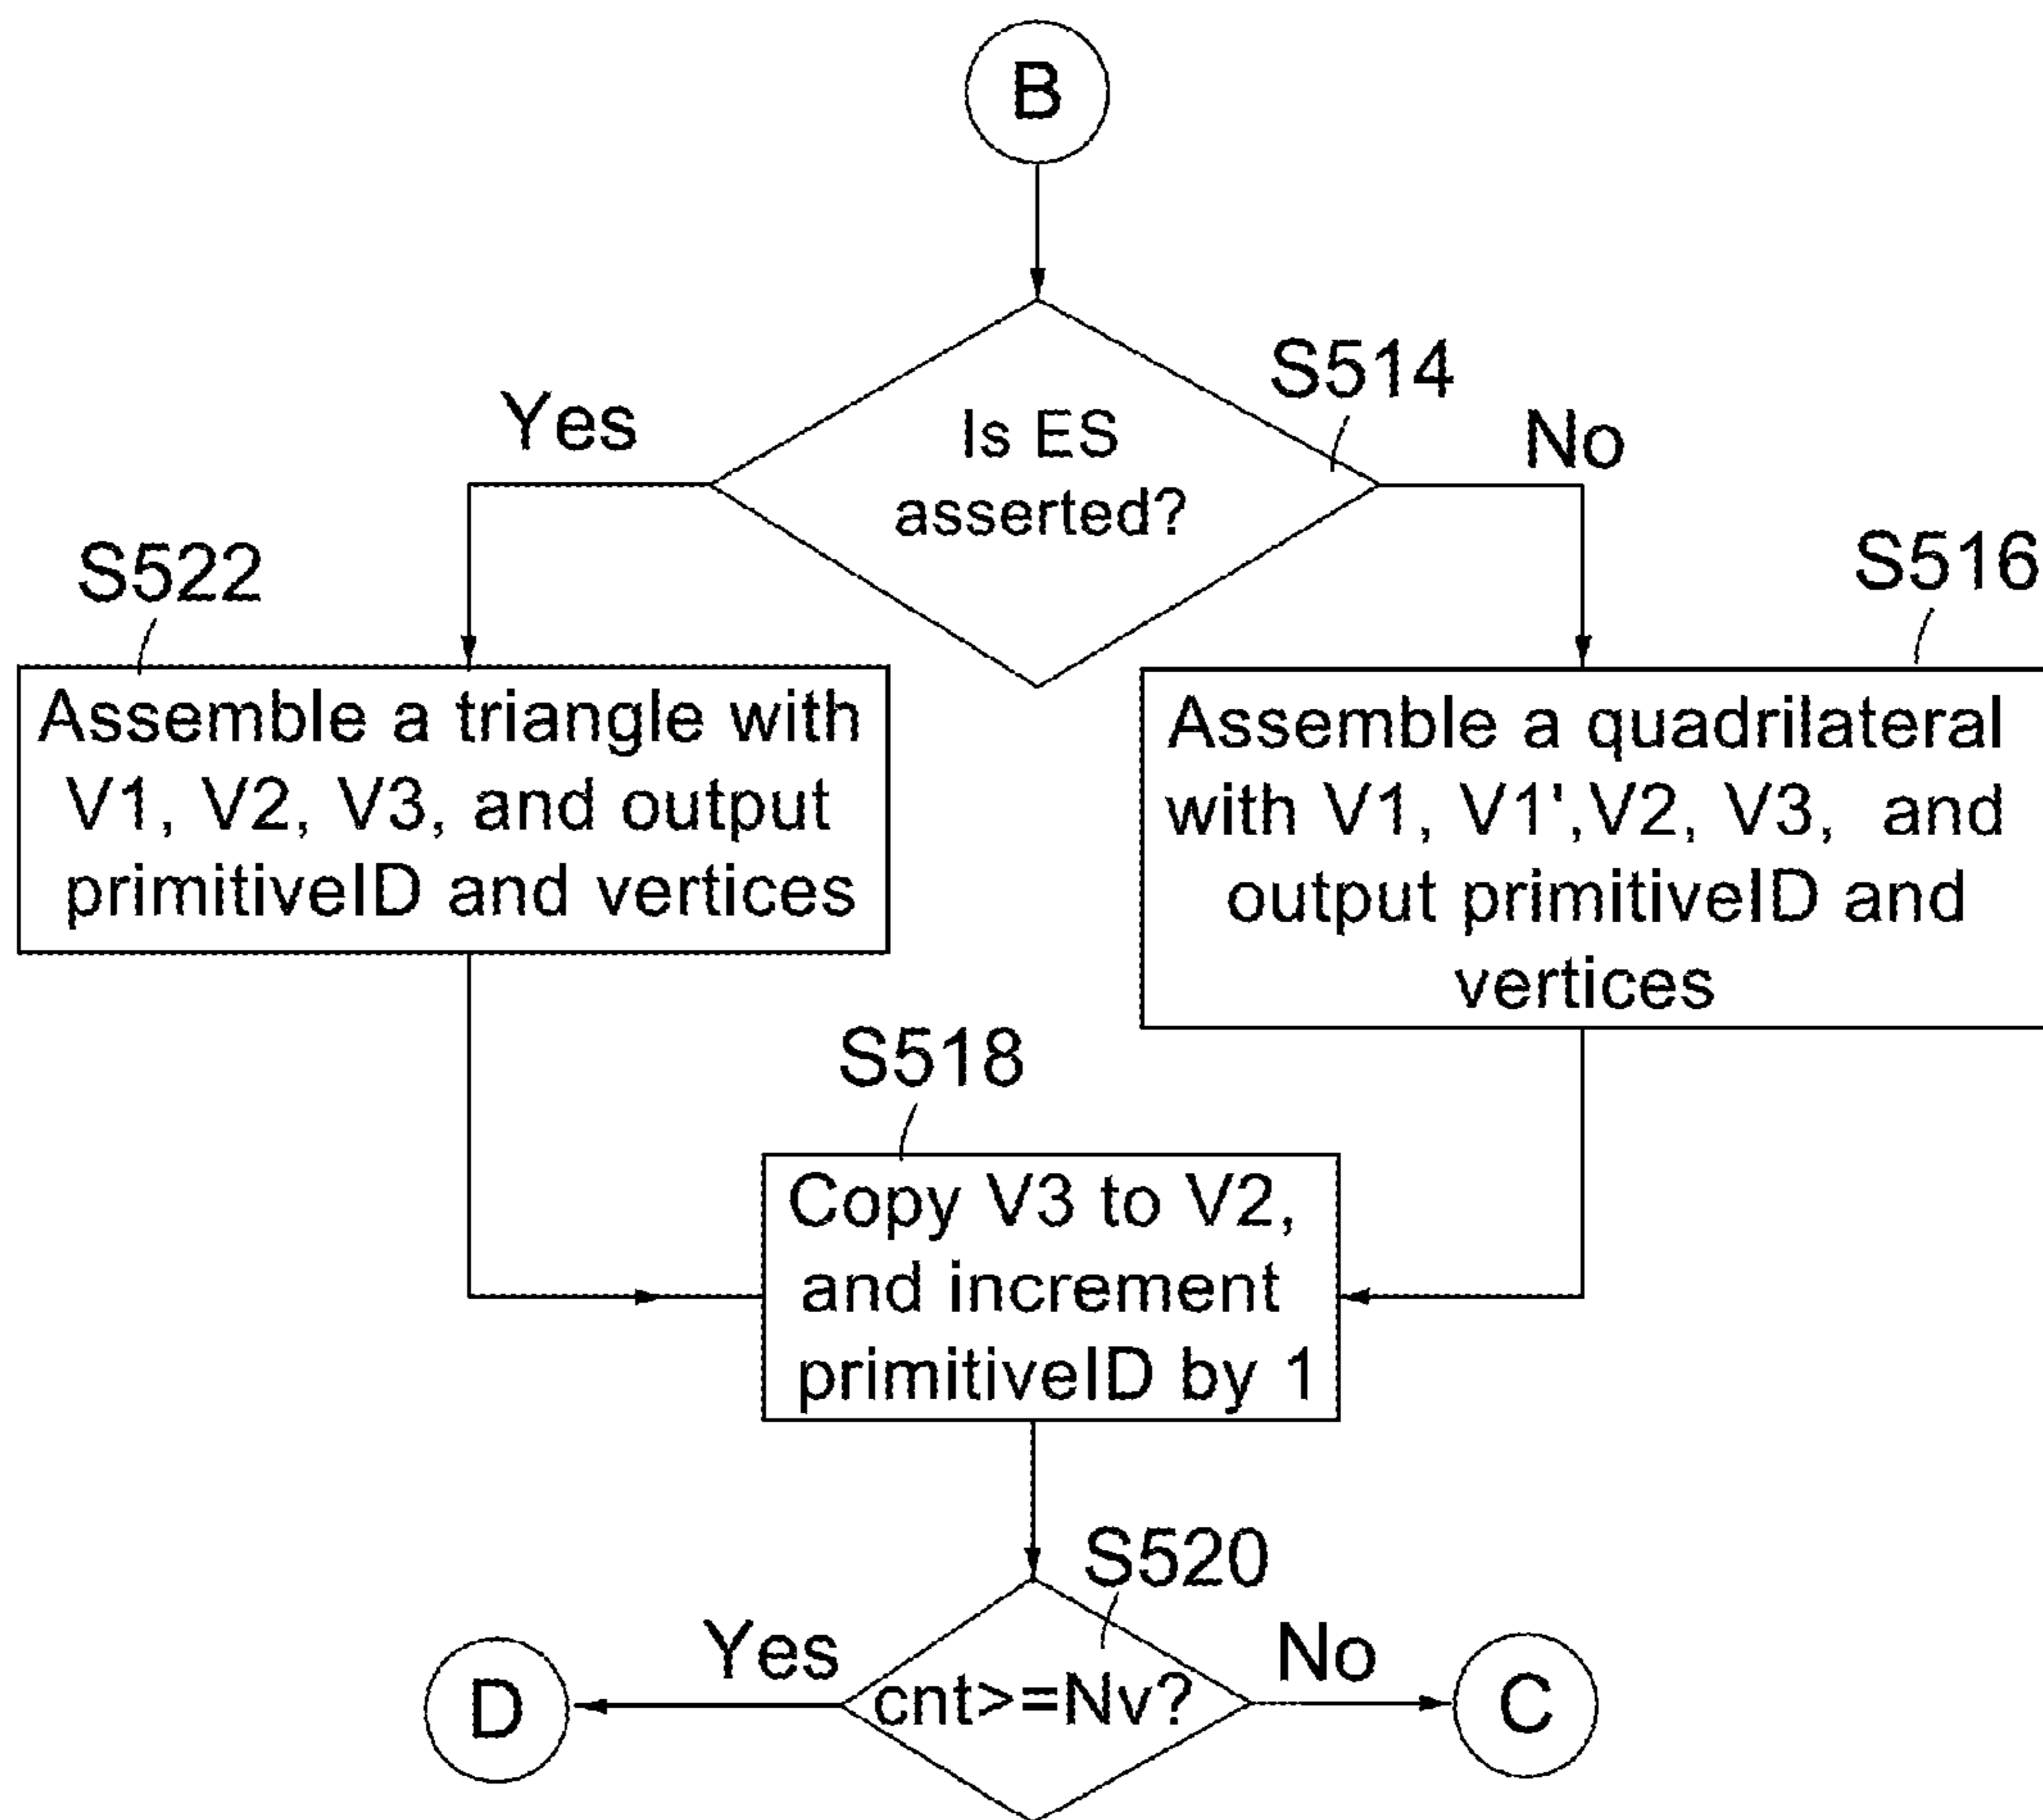 B
S514
Is ES
asserted?
Yes
No
S522
S516
Assemble a triangle with
V1, V2, V3, and output
primitiveID and vertices
Assemble a quadrilateral
with V1, V1',V2, V3, and
output primitiveID and
vertices
S518
Copy V3 to V2,
and increment
primitiveID by 1
S520
Yes
cnt>=Nv?
No
D
C